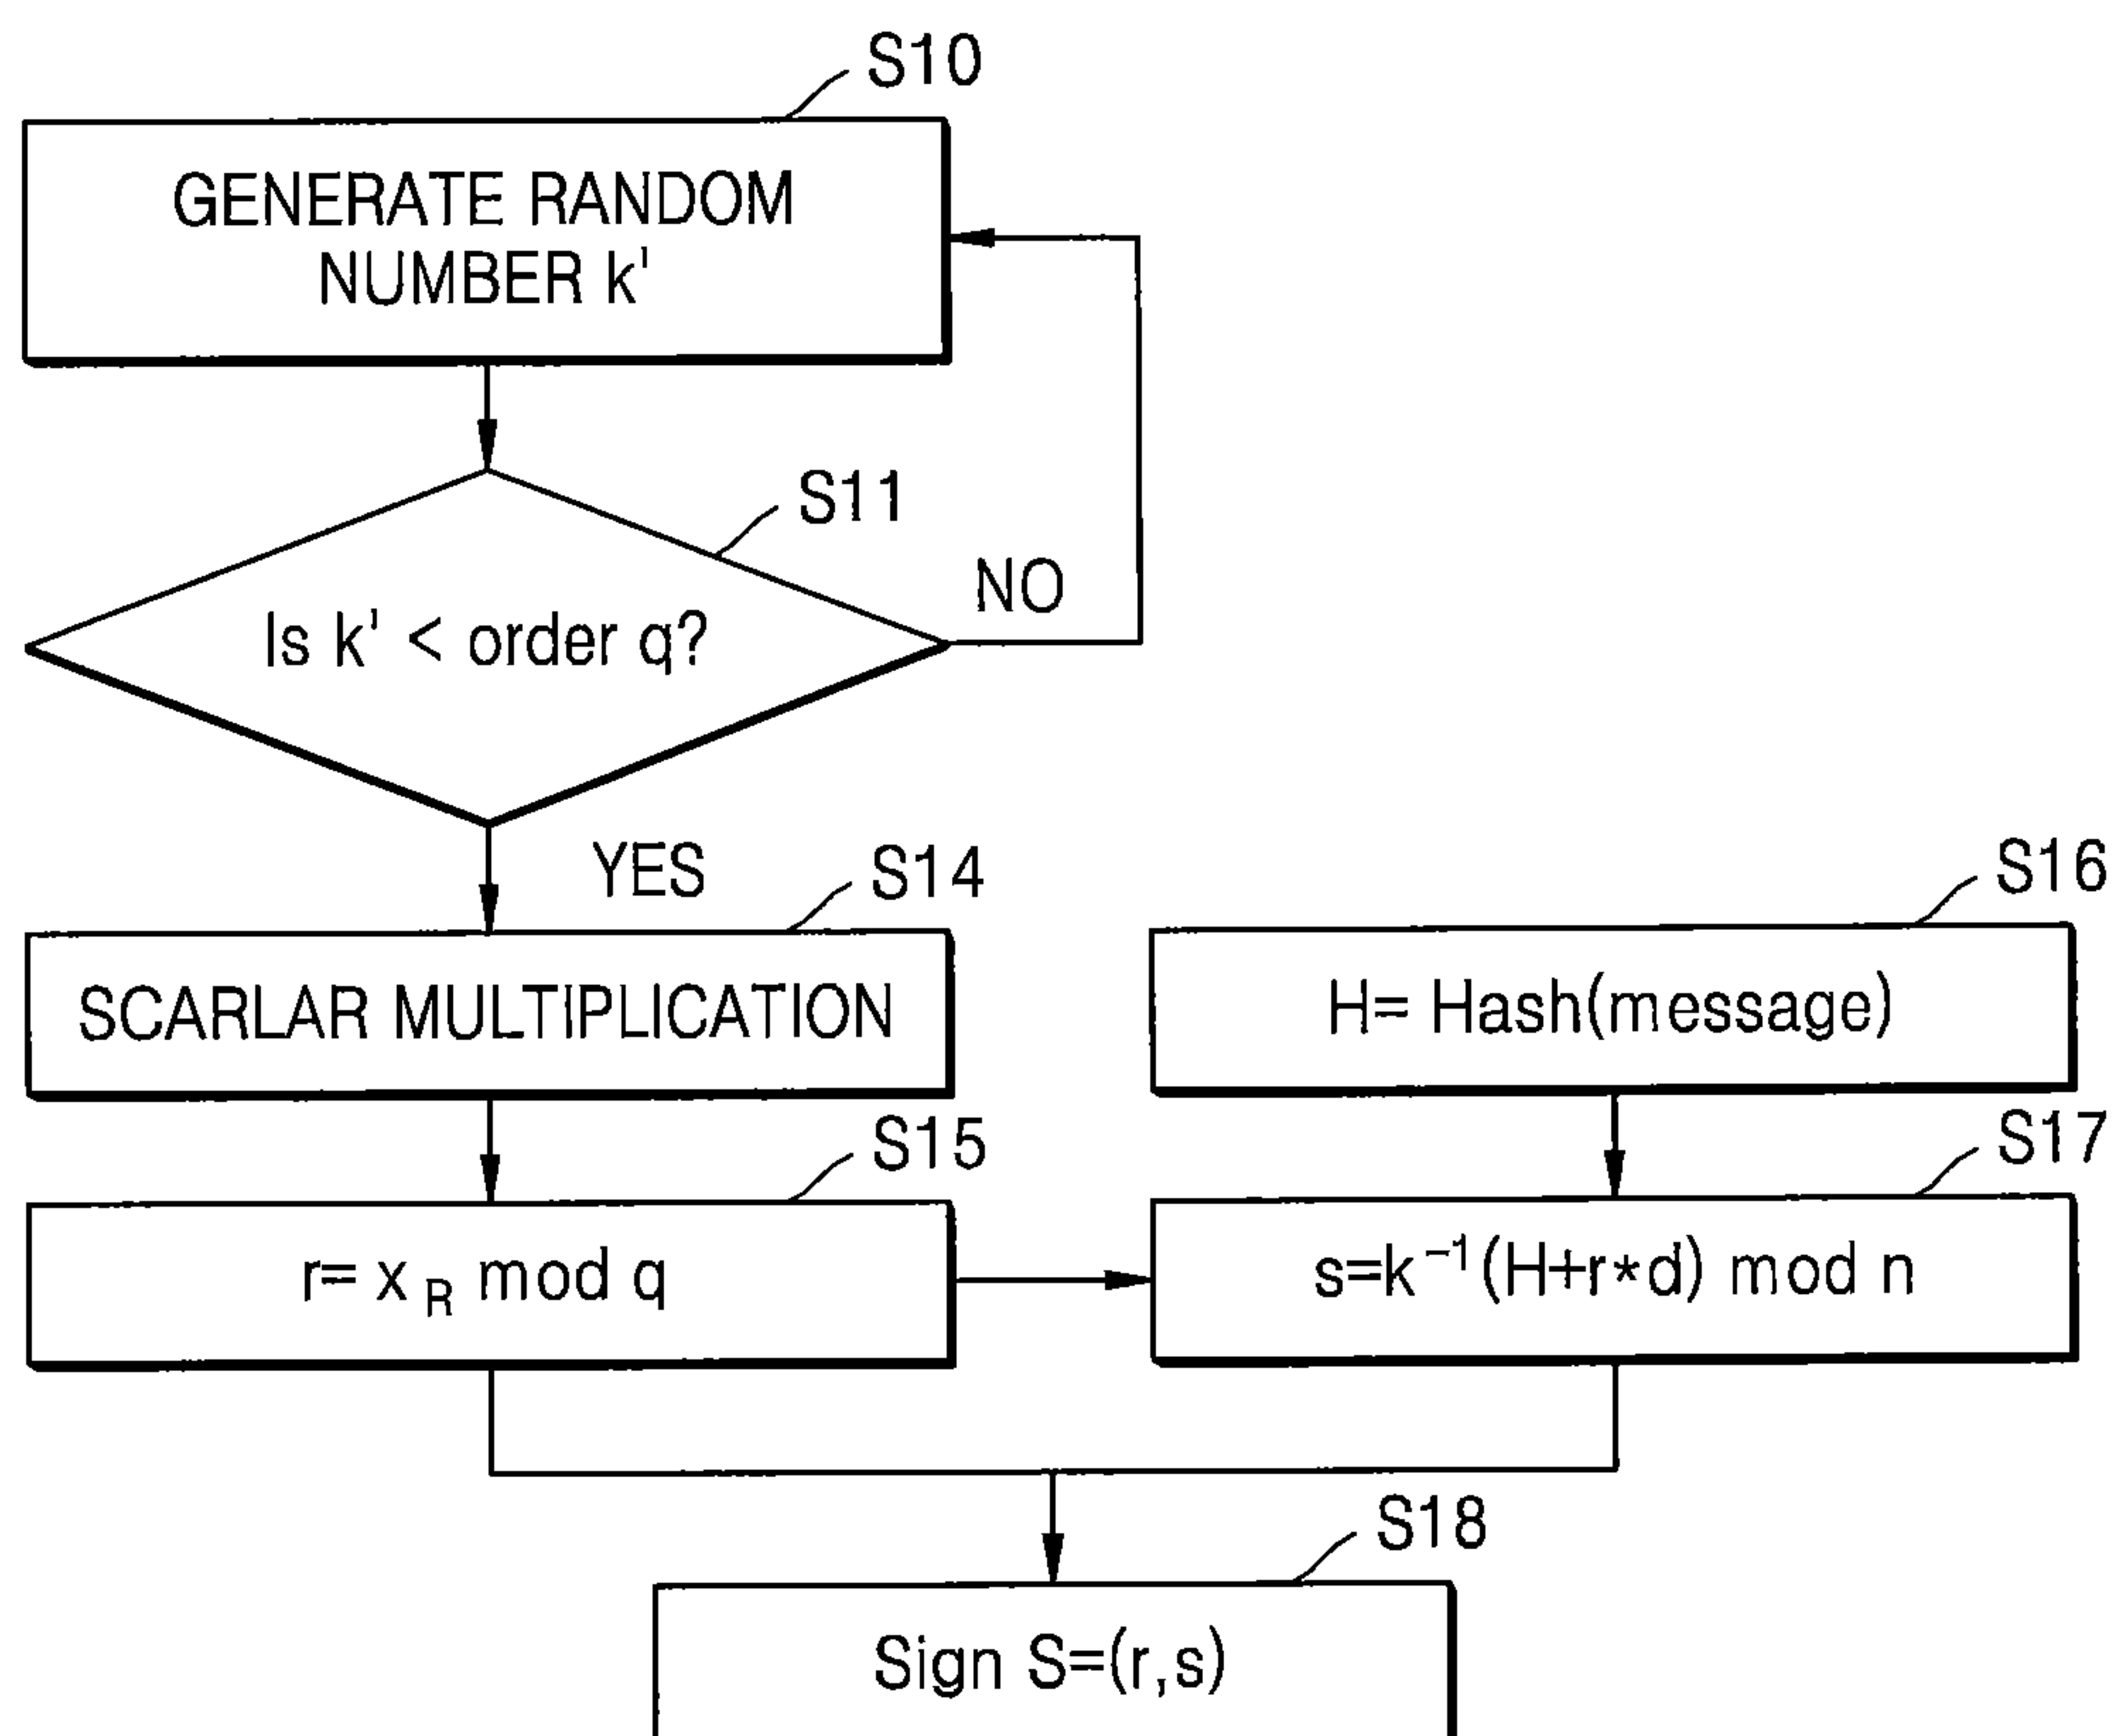 S10
GENERATE RANDOM
NUMBER k'
S11
NO
Is k' < order q?
YES
S14
S16
SCARLAR MULTIPLICATION
H= Hash(message)
S15
S17
r= x R mod q
s=k⁻¹(H+r*d) mod n
S18
Sign S=(r,s)